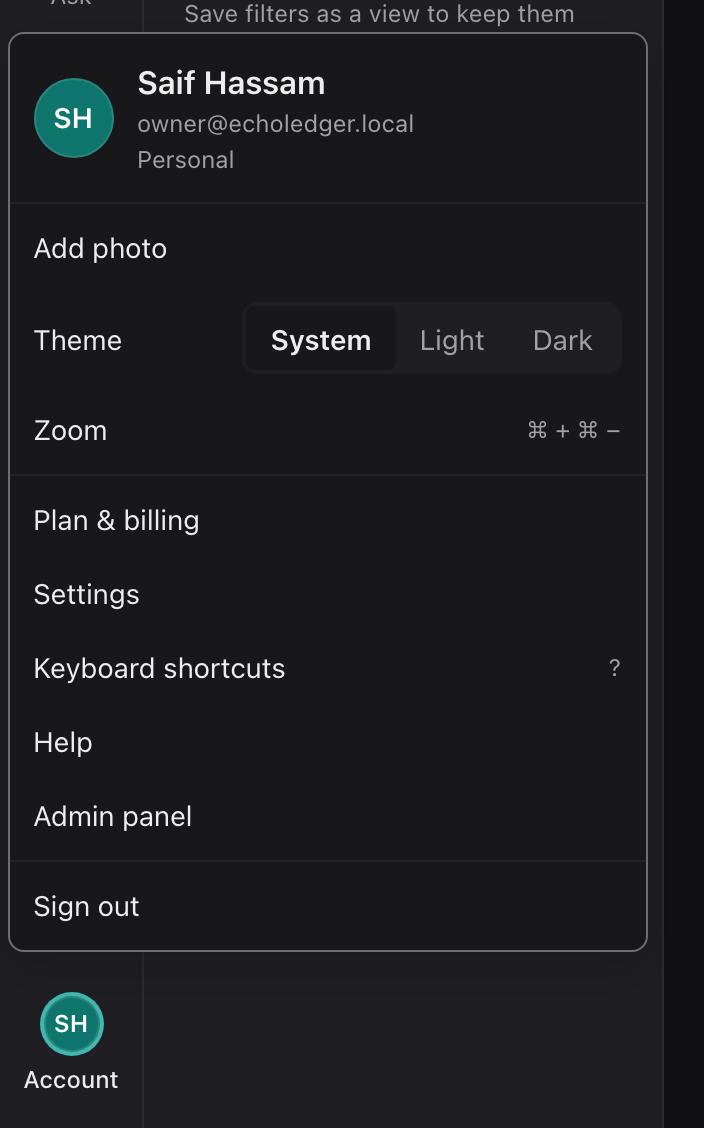 Ask
Save filters as a view to keep them
SH
Saif Hassam
owner@echoledger.local
Personal
Add photo
Theme
System
Light
Dark
Zoom
⌘ + ⌘ −
Plan & billing
Settings
Keyboard shortcuts
?
Help
Admin panel
Sign out
SH
Account